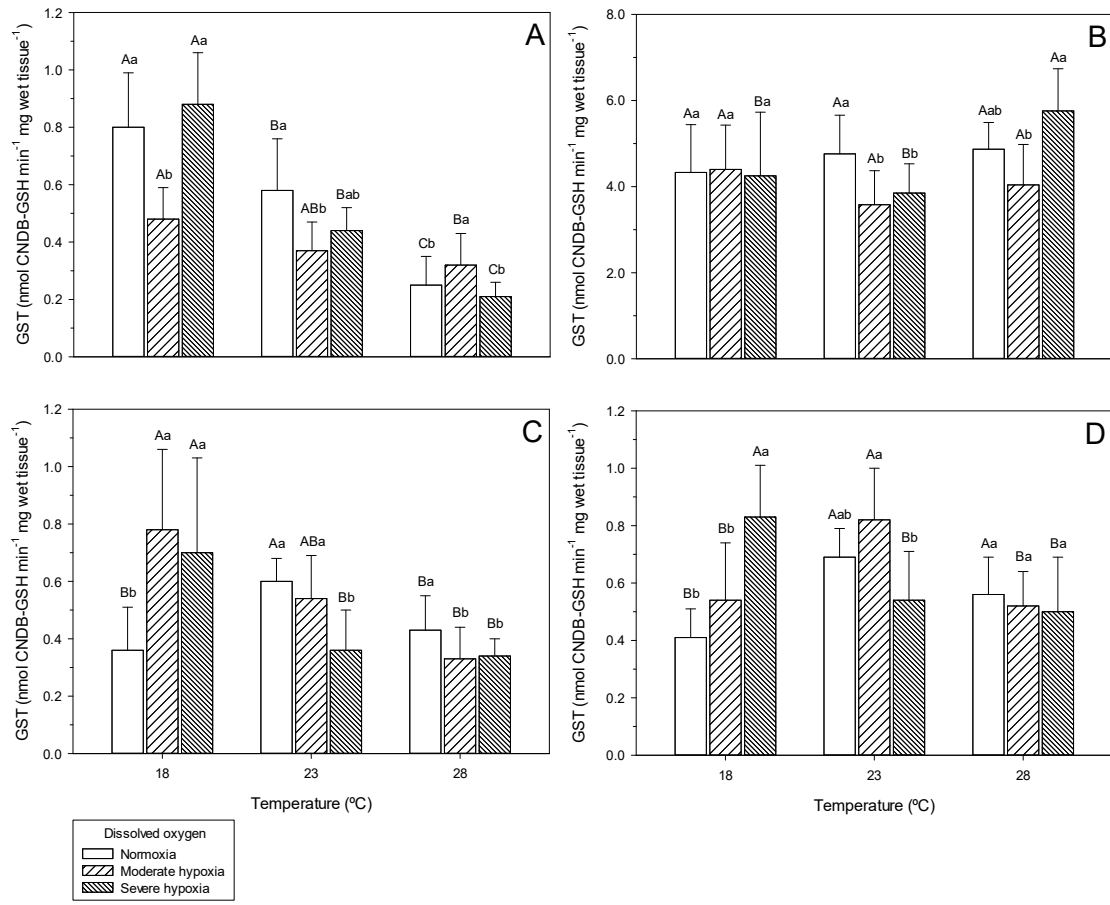 A
GST (nmol CNDB-GSH min-1 mg wet tissue-1)
1.2
1.0
0.8
0.6
0.4
0.2
0.0
Aa
Ab
Aa
Ba
ABb
Bab
Cb
Ba
Cb
B
GST (nmol CNDB-GSH min-1 mg wet tissue-1)
8.0
6.0
4.0
2.0
0.0
Aa
Aa
Ba
Aa
Ab
Bb
Aab
Ab
Aa
C
GST (nmol CNDB-GSH min-1 mg wet tissue-1)
1.2
1.0
0.8
0.6
0.4
0.2
0.0
Bb
Aa
Aa
Aa
ABa
Bb
Ba
Bb
Bb
18
23
28
Temperature (ºC)
D
GST (nmol CNDB-GSH min-1 mg wet tissue-1)
1.2
1.0
0.8
0.6
0.4
0.2
0.0
Bb
Bb
Aa
Aab
Aa
Bb
Aa
Ba
Ba
18
23
28
Temperature (ºC)
Dissolved oxygen
Normoxia
Moderate hypoxia
Severe hypoxia